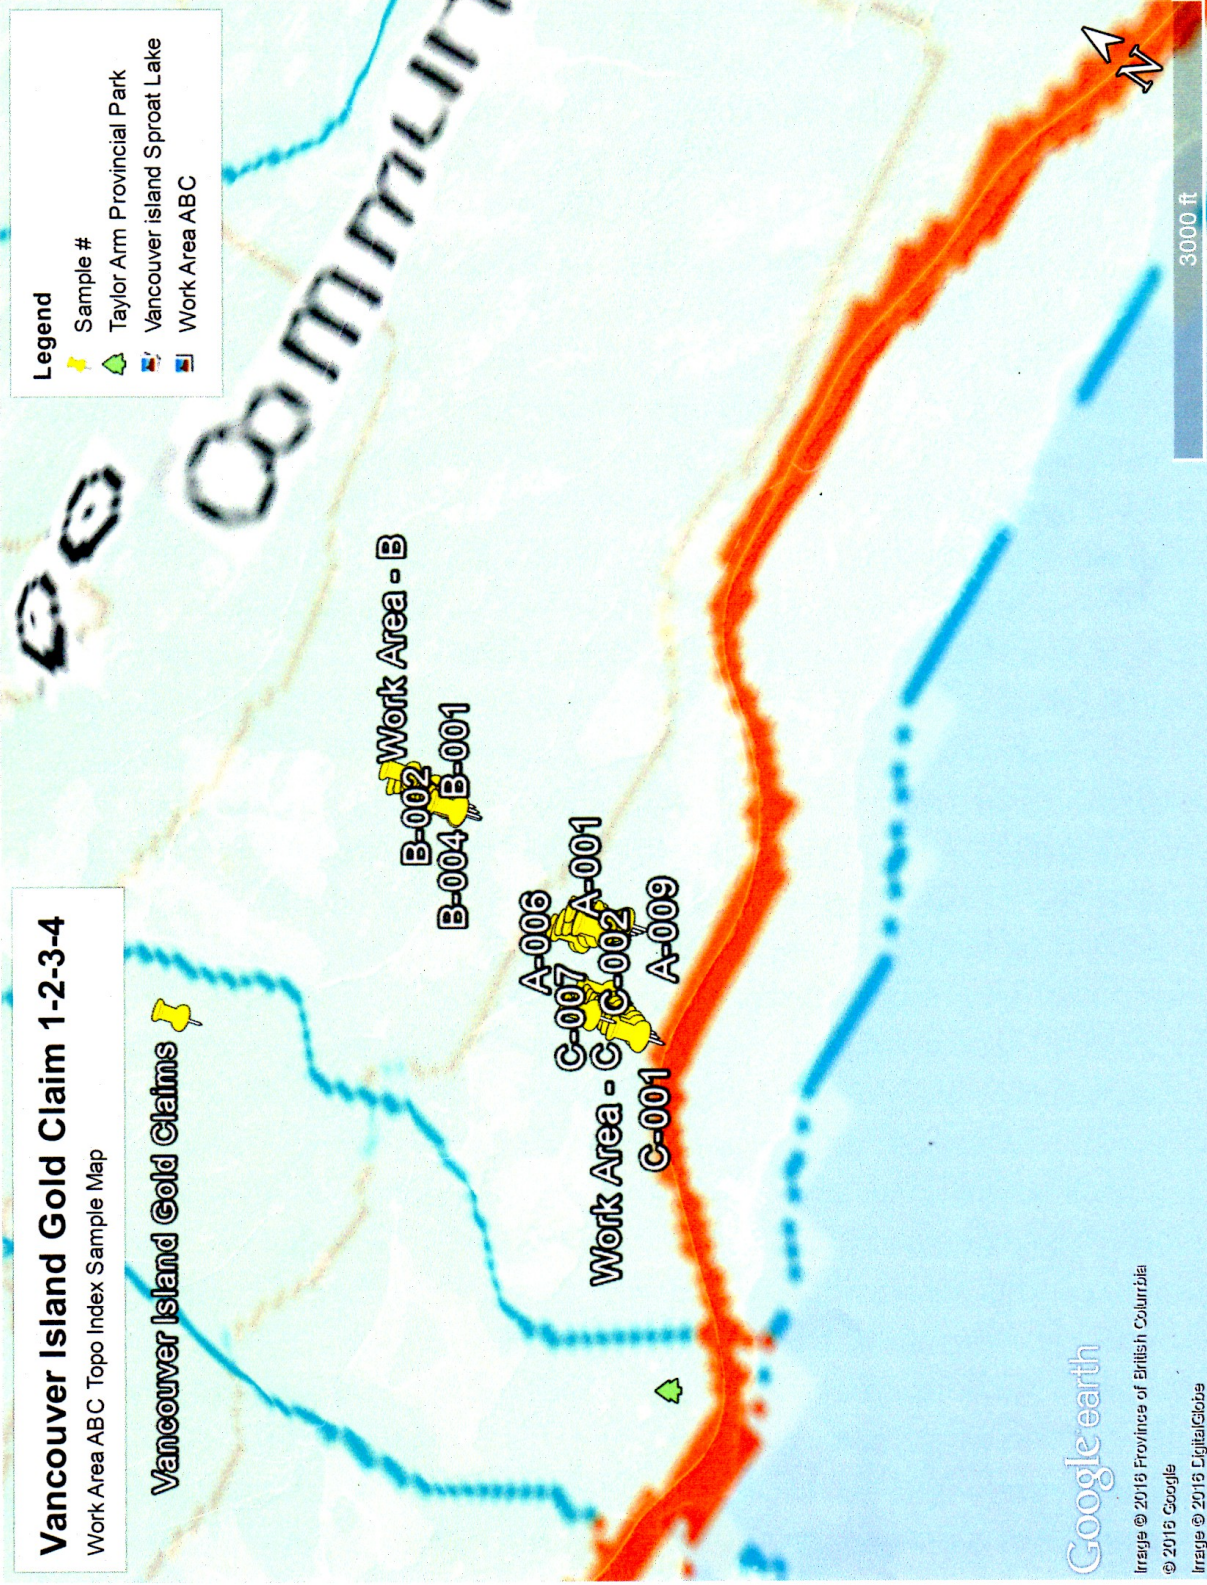 Vancouver Island Gold Claim 1-2-3-4
Work Area ABC Topo Index Sample Map
Legend
Sample #
Taylor Arm Provincial Park
Vancouver island Sproat Lake
Work Area ABC
Vancouver Island Gold Claims
Commun
Work Area - B
B-002
B-004
B-001
A-006
A-001
C-007
C-002
A-009
Work Area - C
C-001
N
3000 ft
Google earth
Image © 2016 Province of British Columbia
© 2016 Google
Image © 2016 DigitalGlobe